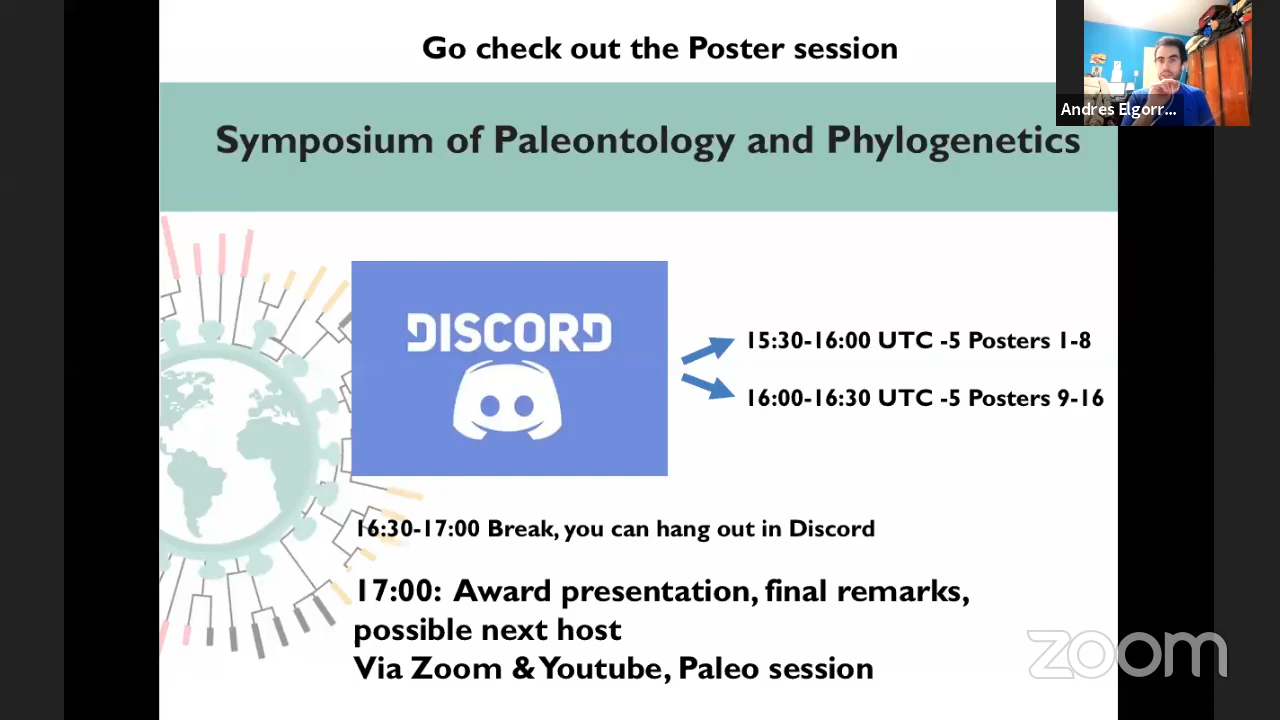 Go check out the Poster session
Andres Elgorr...
Symposium of Paleontology and Phylogenetics
DISCORD
15:30-16:00 UTC -5 Posters 1-8
16:00-16:30 UTC -5 Posters 9-16
16:30-17:00 Break, you can hang out in Discord
17:00: Award presentation, final remarks,
possible next host
Via Zoom & Youtube, Paleo session
zoom